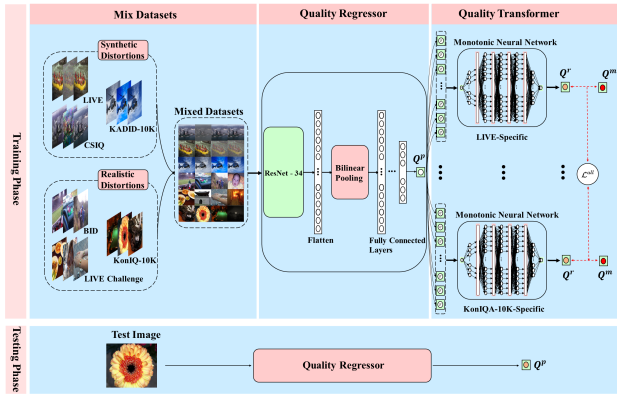 Mix Datasets
Quality Regressor
Quality Transformer
Training Phase
Synthetic
Distortions
LIVE
KADID-10K
CSIQ
Realistic
Distortions
BID
KonIQ-10K
LIVE Challenge
Mixed Datasets
ResNet - 34
Flatten
Bilinear
Pooling
Fully Connected
Layers
Q^p
Monotonic Neural Network
Q^r
Q^m
LIVE-Specific
ℒ^all
Monotonic Neural Network
Q^r
Q^m
KonIQA-10K-Specific
Testing Phase
Test Image
Quality Regressor
Q^p